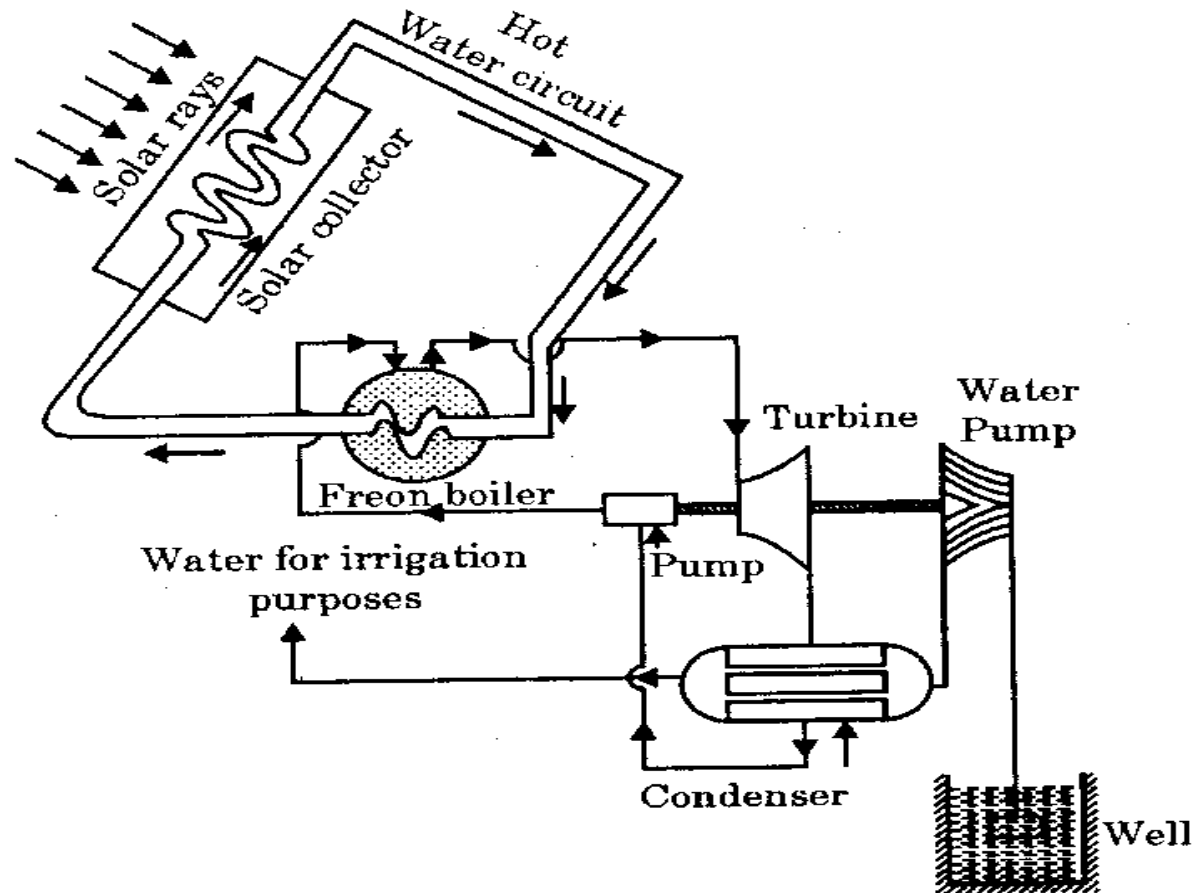 Hot
Water circuit
Solar rays
Solar collector
Water
Pump
Turbine
Freon boiler
Pump
Water for irrigation
purposes
Condenser
Well